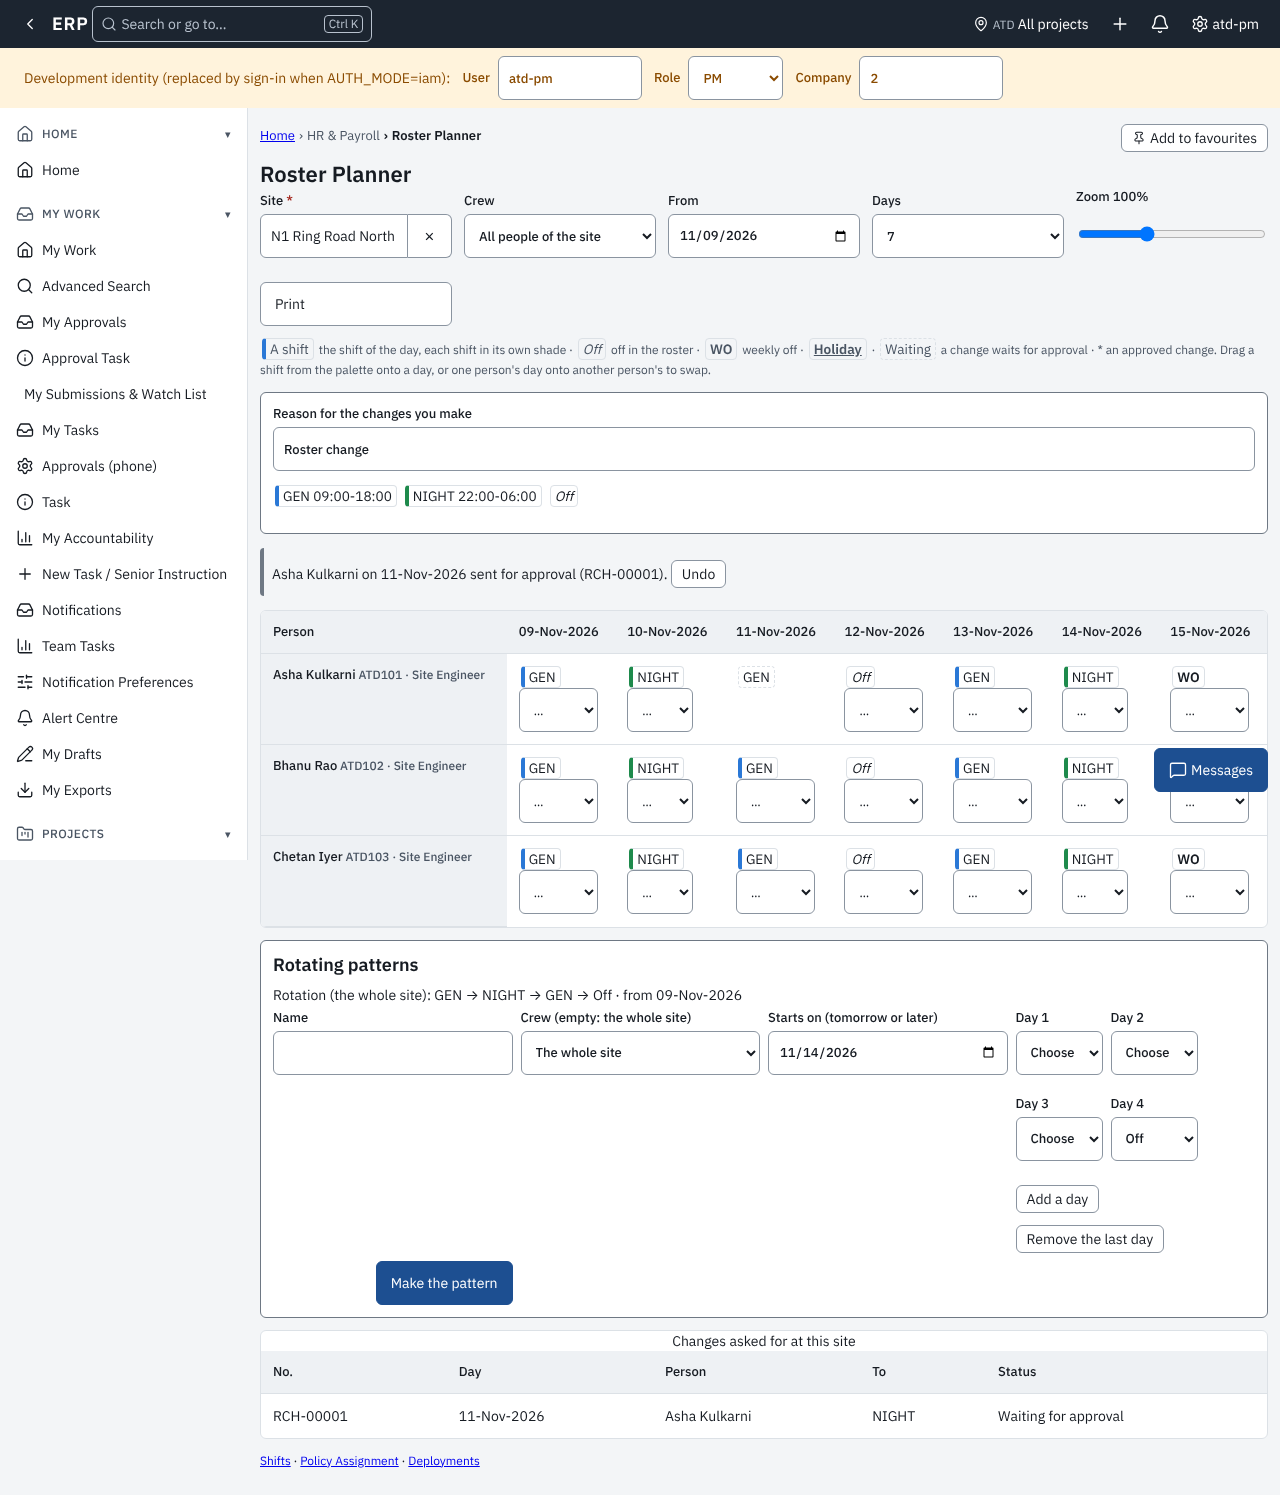 ERP
Search or go to...
Ctrl K
ATD All projects
atd-pm
Development identity (replaced by sign-in when AUTH_MODE=iam):
User
atd-pm
Role
PM
Company
2
HOME
Home
MY WORK
My Work
Advanced Search
My Approvals
Approval Task
My Submissions & Watch List
My Tasks
Approvals (phone)
Task
My Accountability
New Task / Senior Instruction
Notifications
Team Tasks
Notification Preferences
Alert Centre
My Drafts
My Exports
PROJECTS
Home › HR & Payroll › Roster Planner
Add to favourites
Roster Planner
Site *
Crew
From
Days
Zoom 100%
N1 Ring Road North ×
All people of the site
11/09/2026
7
Print
A shift the shift of the day, each shift in its own shade · Off off in the roster · WO weekly off · Holiday · Waiting a change waits for approval · * an approved change. Drag a
shift from the palette onto a day, or one person's day onto another person's to swap.
Reason for the changes you make
Roster change
GEN 09:00-18:00 NIGHT 22:00-06:00 Off
Asha Kulkarni on 11-Nov-2026 sent for approval (RCH-00001). Undo
Person 09-Nov-2026 10-Nov-2026 11-Nov-2026 12-Nov-2026 13-Nov-2026 14-Nov-2026 15-Nov-2026
Asha Kulkarni ATD101 · Site Engineer GEN NIGHT GEN Off GEN NIGHT WO
... ... ... ... ... ...
Bhanu Rao ATD102 · Site Engineer GEN NIGHT GEN Off GEN NIGHT
Messages
... ... ... ... ... ... ...
Chetan Iyer ATD103 · Site Engineer GEN NIGHT GEN Off GEN NIGHT WO
... ... ... ... ... ... ...
Rotating patterns
Rotation (the whole site): GEN → NIGHT → GEN → Off · from 09-Nov-2026
Name
Crew (empty: the whole site)
Starts on (tomorrow or later)
Day 1
Day 2
The whole site
11/14/2026
Choose
Choose
Day 3
Day 4
Choose
Off
Add a day
Remove the last day
Make the pattern
Changes asked for at this site
No. Day Person To Status
RCH-00001 11-Nov-2026 Asha Kulkarni NIGHT Waiting for approval
Shifts · Policy Assignment · Deployments